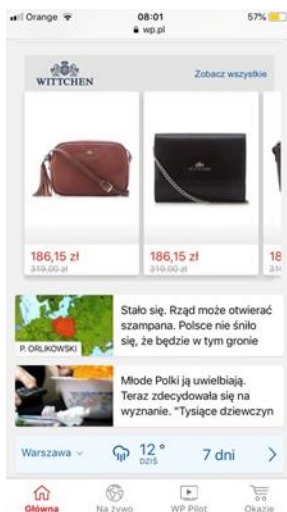 Orange 08:01 57%
wp.pl
WITTCHEN Zobacz wszystkie
186,15 zł 186,15 zł 18
319,00 zł 319,00 zł 319
Stało się. Rząd może otwierać
szampana. Polsce nie śniło
się, że będzie w tym gronie
P. ORLIKOWSKI
Młode Polki ją uwielbiają.
Teraz zdecydowała się na
wyznanie. "Tysiące dziewczyn
Warszawa 12° DZIŚ 7 dni
Główna Na żywo WP Pilot Okazje